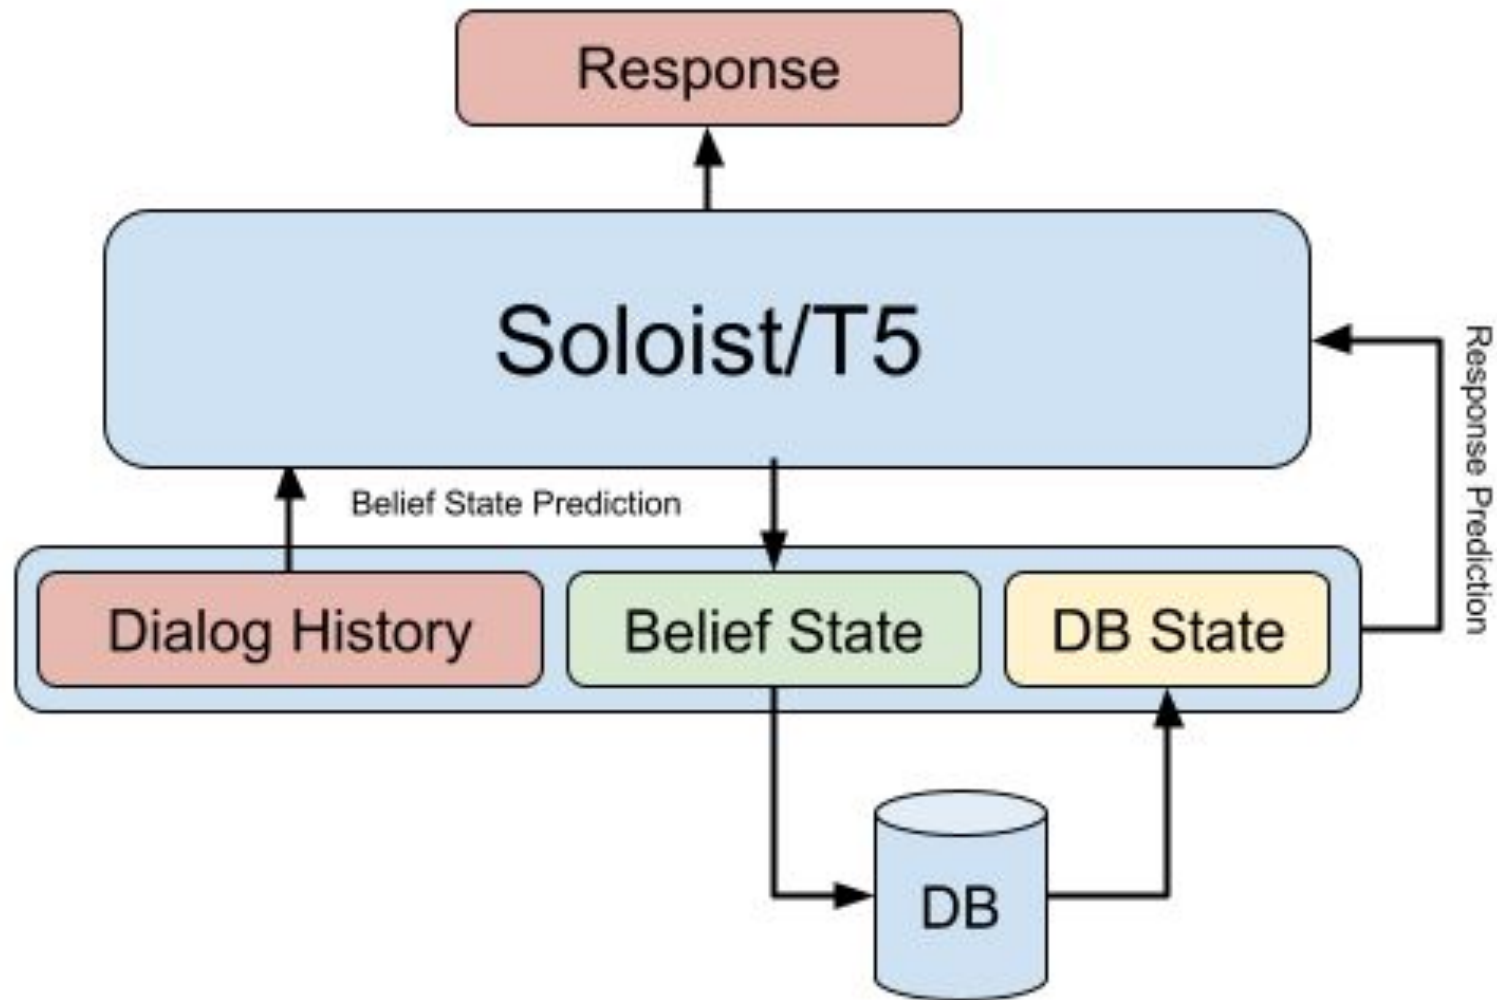 Response
Soloist/T5
Response Prediction
Belief State Prediction
Dialog History
Belief State
DB State
DB